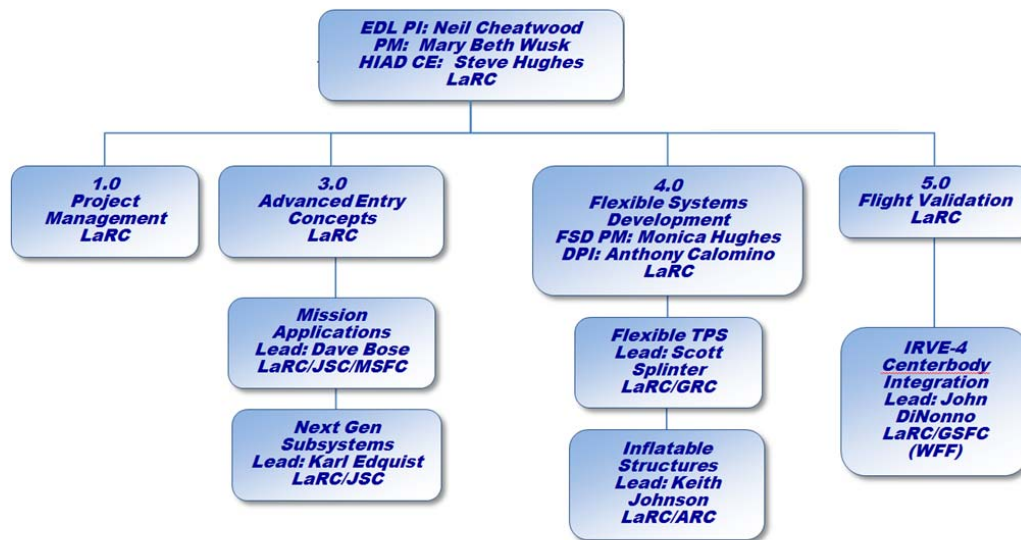 EDL PI: Neil Cheatwood
PM: Mary Beth Wusk
HIAD CE: Steve Hughes
LaRC
1.0
Project
Management
LaRC
3.0
Advanced Entry
Concepts
LaRC
4.0
Flexible Systems
Development
FSD PM: Monica Hughes
DPI: Anthony Calomino
LaRC
5.0
Flight Validation
LaRC
Mission
Applications
Lead: Dave Bose
LaRC/JSC/MSFC
Flexible TPS
Lead: Scott
Splinter
LaRC/GRC
IRVE-4
Centerbody
Integration
Lead: John
DiNonno
LaRC/GSFC
(WFF)
Next Gen
Subsystems
Lead: Karl Edquist
LaRC/JSC
Inflatable
Structures
Lead: Keith
Johnson
LaRC/ARC